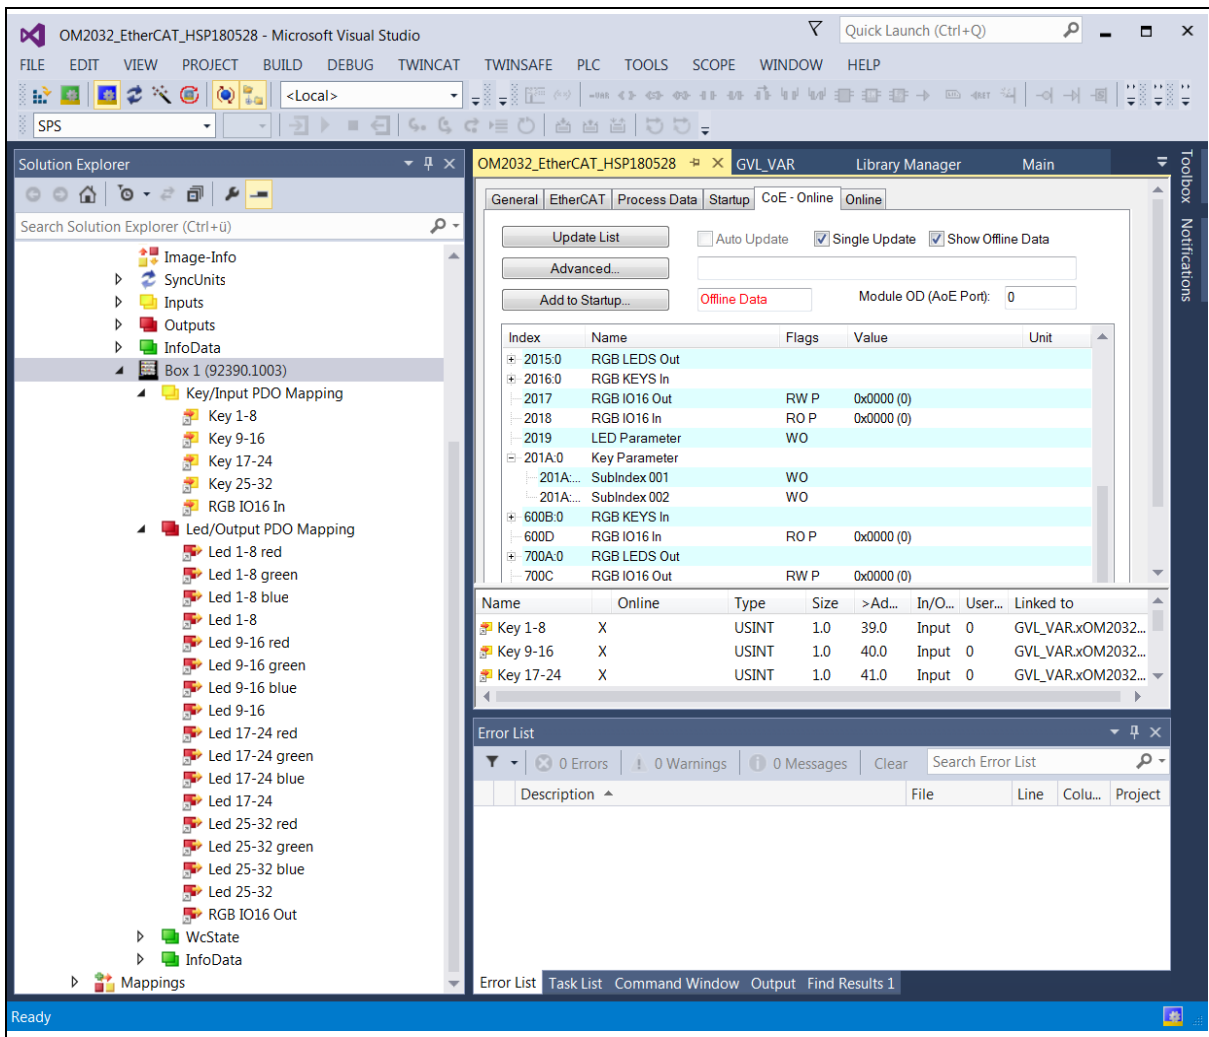 OM2032_EtherCAT_HSP180528 - Microsoft Visual Studio
Quick Launch (Ctrl+Q)
FILE EDIT VIEW PROJECT BUILD DEBUG TWINCAT TWINSAFE PLC TOOLS SCOPE WINDOW HELP
<Local>
SPS
Solution Explorer
Search Solution Explorer (Ctrl+ü)
Image-Info
SyncUnits
Inputs
Outputs
InfoData
Box 1 (92390.1003)
Key/Input PDO Mapping
Key 1-8
Key 9-16
Key 17-24
Key 25-32
RGB IO16 In
Led/Output PDO Mapping
Led 1-8 red
Led 1-8 green
Led 1-8 blue
Led 1-8
Led 9-16 red
Led 9-16 green
Led 9-16 blue
Led 9-16
Led 17-24 red
Led 17-24 green
Led 17-24 blue
Led 17-24
Led 25-32 red
Led 25-32 green
Led 25-32 blue
Led 25-32
RGB IO16 Out
WcState
InfoData
Mappings
OM2032_EtherCAT_HSP180528 GVL_VAR Library Manager Main
General EtherCAT Process Data Startup CoE - Online Online
Update List Auto Update Single Update Show Offline Data
Advanced...
Add to Startup... Offline Data Module OD (AoE Port): 0
Index Name Flags Value Unit
2015:0 RGB LEDS Out
2016:0 RGB KEYS In
2017 RGB IO16 Out RW P 0x0000 (0)
2018 RGB IO16 In RO P 0x0000 (0)
2019 LED Parameter WO
201A:0 Key Parameter
201A:... SubIndex 001 WO
201A:... SubIndex 002 WO
600B:0 RGB KEYS In
600D RGB IO16 In RO P 0x0000 (0)
700A:0 RGB LEDS Out
700C RGB IO16 Out RW P 0x0000 (0)
Name Online Type Size >Ad... In/O... User... Linked to
Key 1-8 X USINT 1.0 39.0 Input 0 GVL_VAR.xOM2032...
Key 9-16 X USINT 1.0 40.0 Input 0 GVL_VAR.xOM2032...
Key 17-24 X USINT 1.0 41.0 Input 0 GVL_VAR.xOM2032...
Error List
0 Errors 0 Warnings 0 Messages Clear Search Error List
Description File Line Colu... Project
Error List Task List Command Window Output Find Results 1
Toolbox
Notifications
Ready